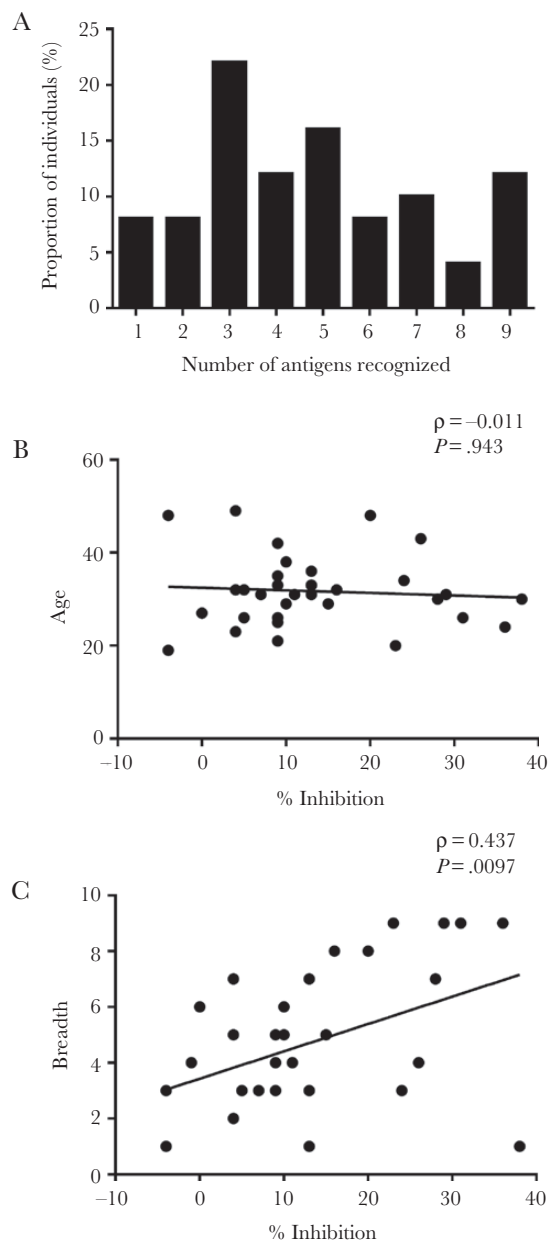 A
Proportion of individuals (%)
25
20
15
10
5
0
1 2 3 4 5 6 7 8 9
Number of antigens recognized
B
ρ = –0.011
P = .943
Age
60
40
20
0
–10 0 10 20 30 40
% Inhibition
C
ρ = 0.437
P = .0097
Breadth
10
8
6
4
2
0
–10 0 10 20 30 40
% Inhibition